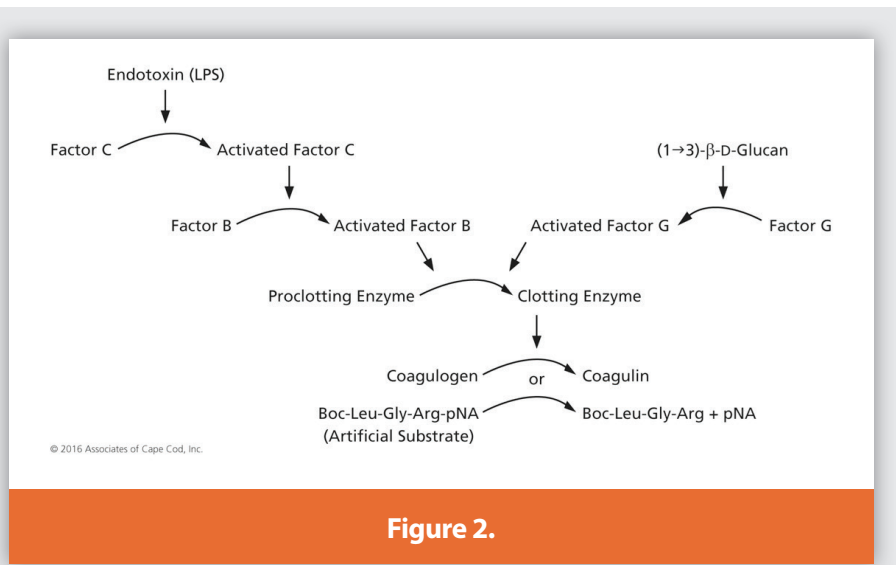 Endotoxin (LPS)
Factor C Activated Factor C (1→3)-β-D-Glucan
Factor B Activated Factor B Activated Factor G Factor G
Proclotting Enzyme Clotting Enzyme
Coagulogen or Coagulin
Boc-Leu-Gly-Arg-pNA Boc-Leu-Gly-Arg + pNA
(Artificial Substrate)
© 2016 Associates of Cape Cod, Inc.
Figure 2.